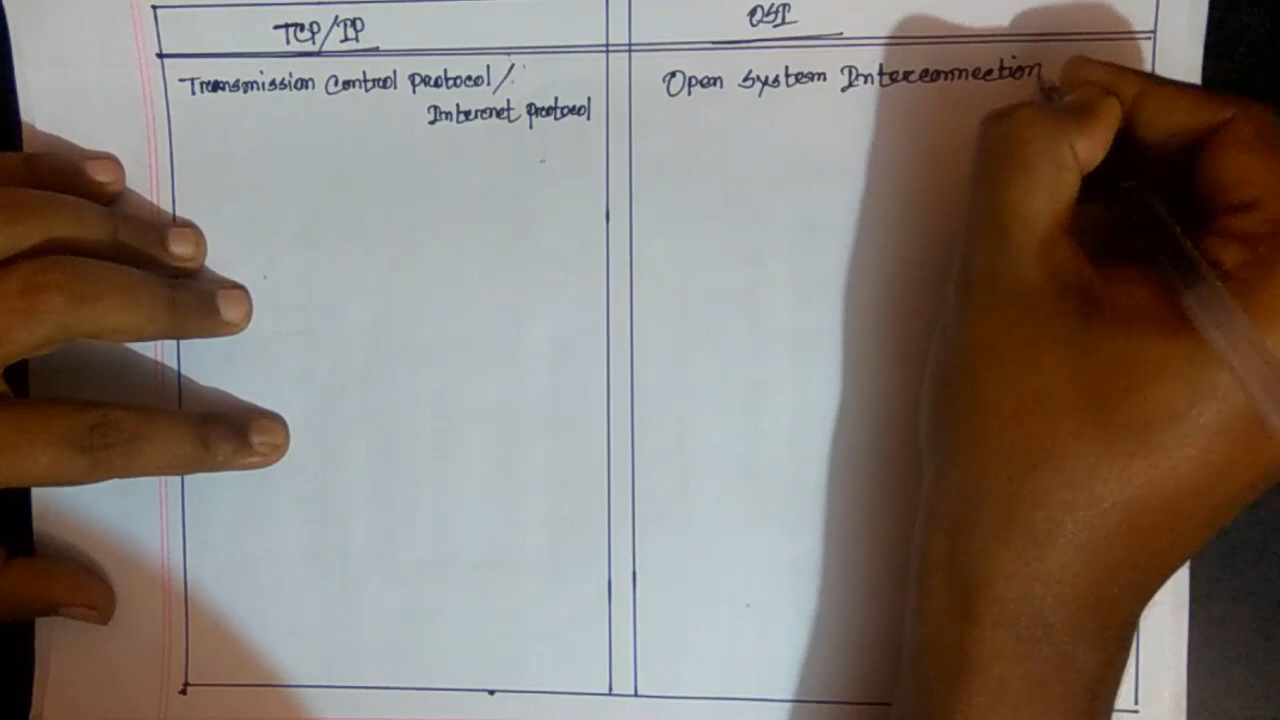 TCP/IP
OSI
Transmission Control protocol/
Internet protocol
Open System Interconnection